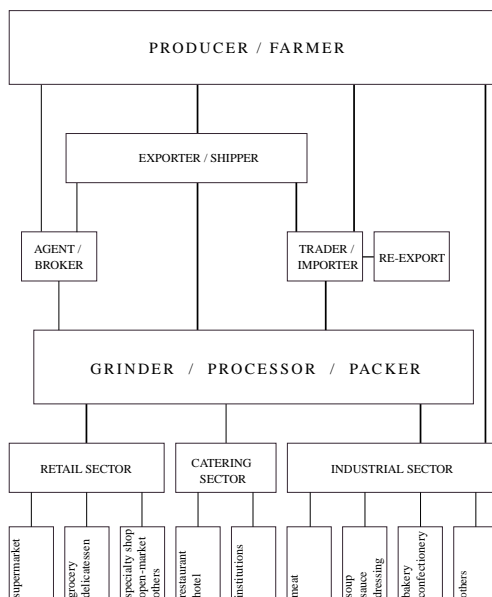 PRODUCER / FARMER
EXPORTER / SHIPPER
AGENT /
BROKER
TRADER /
IMPORTER
RE-EXPORT
GRINDER / PROCESSOR / PACKER
RETAIL SECTOR
CATERING
SECTOR
INDUSTRIAL SECTOR
supermarket
grocery
delicatessen
specialty shop
open-market
others
restaurant
hotel
institutions
meat
soup
sauce
dressing
bakery
confectionery
others